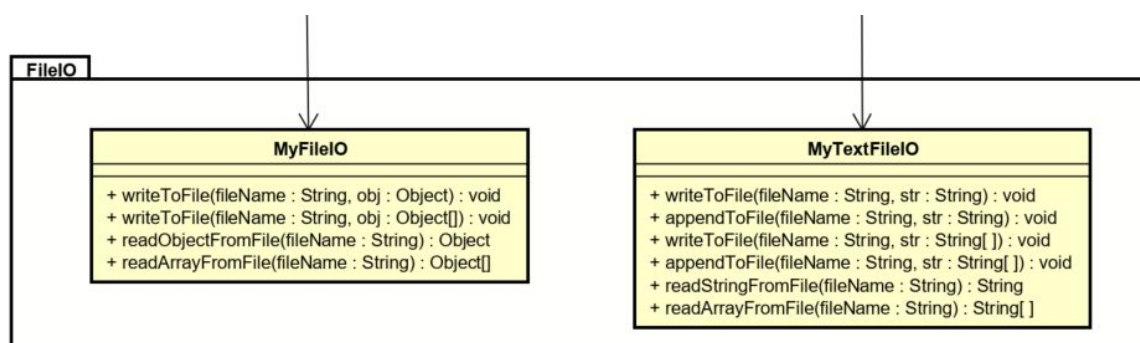 FileIO
MyFileIO
+ writeToFile(fileName : String, obj : Object) : void
+ writeToFile(fileName : String, obj : Object[]) : void
+ readObjectFromFile(fileName : String) : Object
+ readArrayFromFile(fileName : String) : Object[]
MyTextFileIO
+ writeToFile(fileName : String, str : String) : void
+ appendToFile(fileName : String, str : String) : void
+ writeToFile(fileName : String, str : String[ ]) : void
+ appendToFile(fileName : String, str : String[ ]) : void
+ readStringFromFile(fileName : String) : String
+ readArrayFromFile(fileName : String) : String[ ]